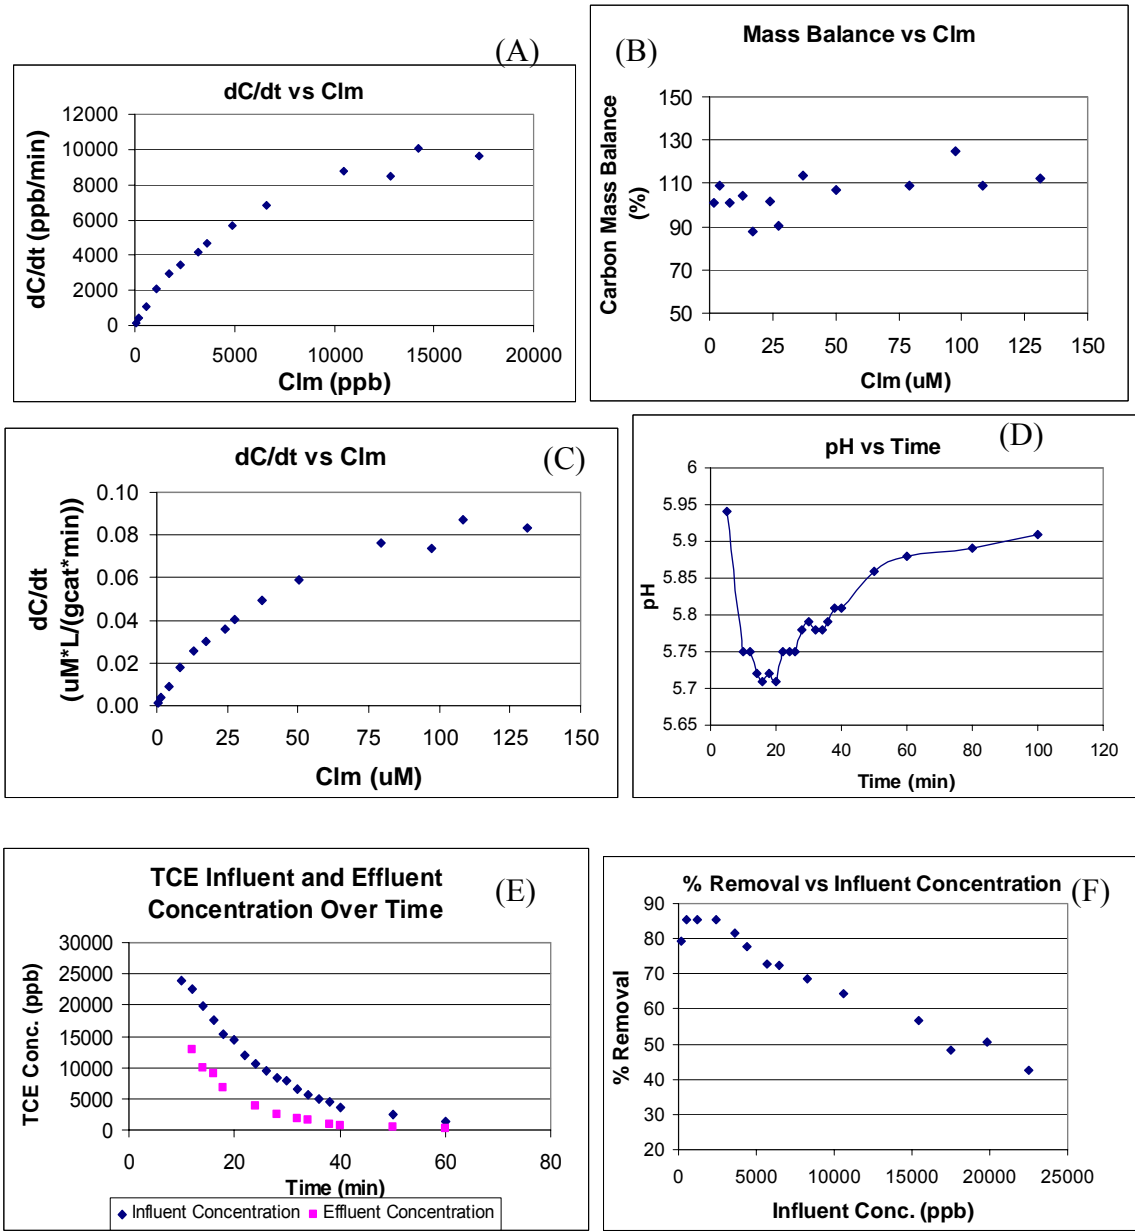 (A)
dC/dt vs Clm
12000
10000
8000
6000
4000
2000
0
dC/dt (ppb/min)
0 5000 10000 15000 20000
Clm (ppb)
(B)
Mass Balance vs Clm
150
130
110
90
70
50
Carbon Mass Balance
(%)
0 25 50 75 100 125 150
Clm (uM)
(C)
dC/dt vs Clm
0.10
0.08
0.06
0.04
0.02
0.00
dC/dt
(uM*L/(gcat*min))
0 25 50 75 100 125 150
Clm (uM)
(D)
pH vs Time
6
5.95
5.9
5.85
5.8
5.75
5.7
5.65
pH
0 20 40 60 80 100 120
Time (min)
(E)
TCE Influent and Effluent
Concentration Over Time
30000
25000
20000
15000
10000
5000
0
TCE Conc. (ppb)
0 20 40 60 80
Time (min)
Influent Concentration Effluent Concentration
(F)
% Removal vs Influent Concentration
90
80
70
60
50
40
30
20
% Removal
0 5000 10000 15000 20000 25000
Influent Conc. (ppb)